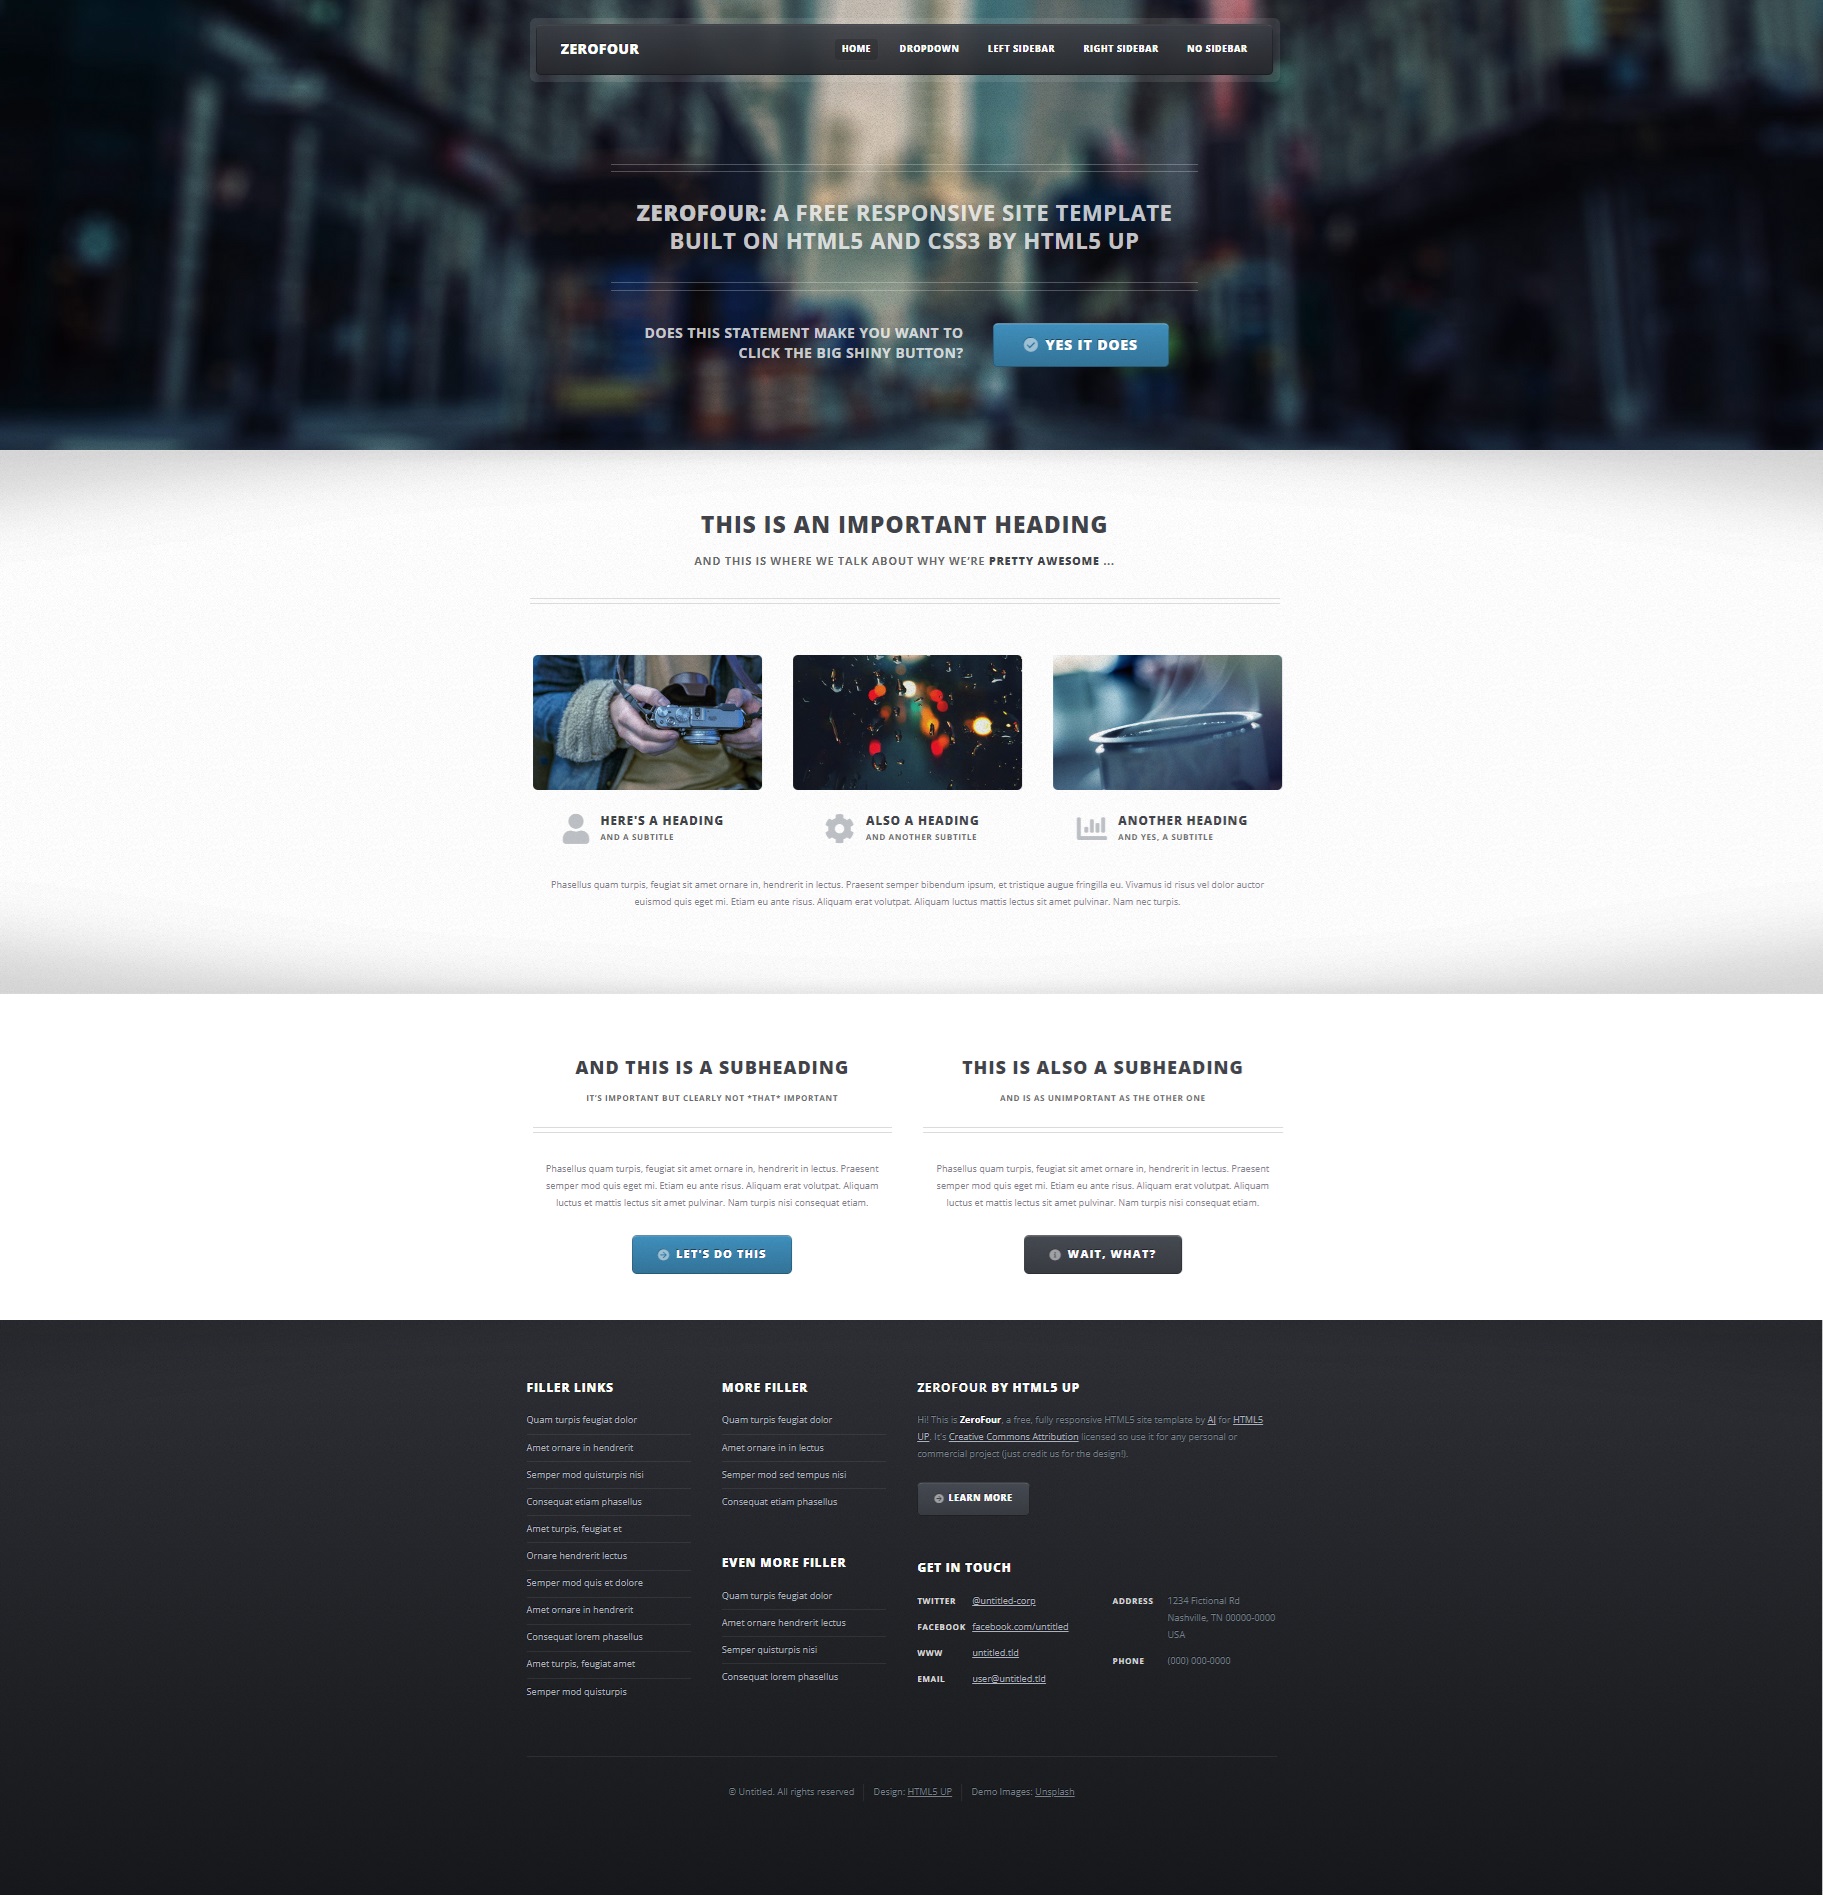 ZEROFOUR
HOME DROPDOWN LEFT SIDEBAR RIGHT SIDEBAR NO SIDEBAR
ZEROFOUR: A FREE RESPONSIVE SITE TEMPLATE
BUILT ON HTML5 AND CSS3 BY HTML5 UP
DOES THIS STATEMENT MAKE YOU WANT TO
CLICK THE BIG SHINY BUTTON?
YES IT DOES
THIS IS AN IMPORTANT HEADING
AND THIS IS WHERE WE TALK ABOUT WHY WE'RE PRETTY AWESOME ...
HERE'S A HEADING
AND A SUBTITLE
ALSO A HEADING
AND ANOTHER SUBTITLE
ANOTHER HEADING
AND YES, A SUBTITLE
Phasellus quam turpis, feugiat sit amet ornare in, hendrerit in lectus. Praesent semper bibendum ipsum, et tristique augue fringilla eu. Vivamus id risus vel dolor auctor
euismod quis eget mi. Etiam eu ante risus. Aliquam erat volutpat. Aliquam luctus mattis lectus sit amet pulvinar. Nam nec turpis.
AND THIS IS A SUBHEADING
IT'S IMPORTANT BUT CLEARLY NOT *THAT* IMPORTANT
Phasellus quam turpis, feugiat sit amet ornare in, hendrerit in lectus. Praesent
semper mod quis eget mi. Etiam eu ante risus. Aliquam erat volutpat. Aliquam
luctus et mattis lectus sit amet pulvinar. Nam turpis nisi consequat etiam.
LET'S DO THIS
THIS IS ALSO A SUBHEADING
AND IS AS UNIMPORTANT AS THE OTHER ONE
Phasellus quam turpis, feugiat sit amet ornare in, hendrerit in lectus. Praesent
semper mod quis eget mi. Etiam eu ante risus. Aliquam erat volutpat. Aliquam
luctus et mattis lectus sit amet pulvinar. Nam turpis nisi consequat etiam.
WAIT, WHAT?
FILLER LINKS
Quam turpis feugiat dolor
Amet ornare in hendrerit
Semper mod quisturpis nisi
Consequat etiam phasellus
Amet turpis, feugiat et
Ornare hendrerit lectus
Semper mod quis et dolore
Amet ornare in hendrerit
Consequat lorem phasellus
Amet turpis, feugiat amet
Semper mod quisturpis
MORE FILLER
Quam turpis feugiat dolor
Amet ornare in in lectus
Semper mod sed tempus nisi
Consequat etiam phasellus
EVEN MORE FILLER
Quam turpis feugiat dolor
Amet ornare hendrerit lectus
Semper quisturpis nisi
Consequat lorem phasellus
ZEROFOUR BY HTML5 UP
Hi! This is ZeroFour, a free, fully responsive HTML5 site template by AJ for HTML5
UP. It's Creative Commons Attribution licensed so use it for any personal or
commercial project (just credit us for the design!).
LEARN MORE
GET IN TOUCH
TWITTER @untitled-corp
FACEBOOK facebook.com/untitled
WWW untitled.tld
EMAIL user@untitled.tld
ADDRESS 1234 Fictional Rd
Nashville, TN 00000-0000
USA
PHONE (000) 000-0000
© Untitled. All rights reserved Design: HTML5 UP Demo Images: Unsplash